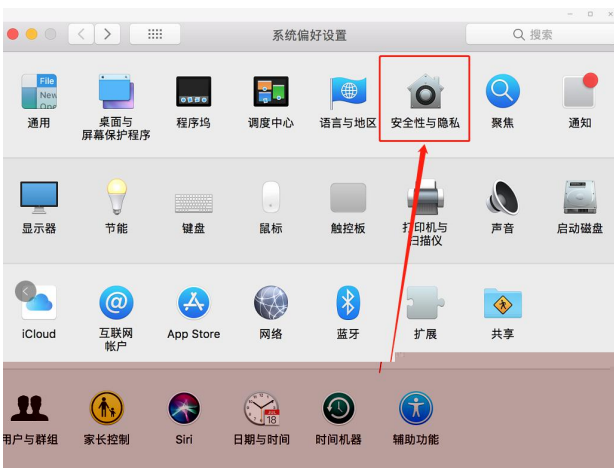 系统偏好设置
搜索
File
New
通用
桌面与
屏幕保护程序
程序坞
调度中心
语言与地区
安全性与隐私
聚焦
通知
显示器
节能
键盘
鼠标
触控板
打印机与
扫描仪
声音
启动磁盘
iCloud
互联网
帐户
App Store
网络
蓝牙
扩展
共享
用户与群组
家长控制
Siri
日期与时间
18
时间机器
辅助功能